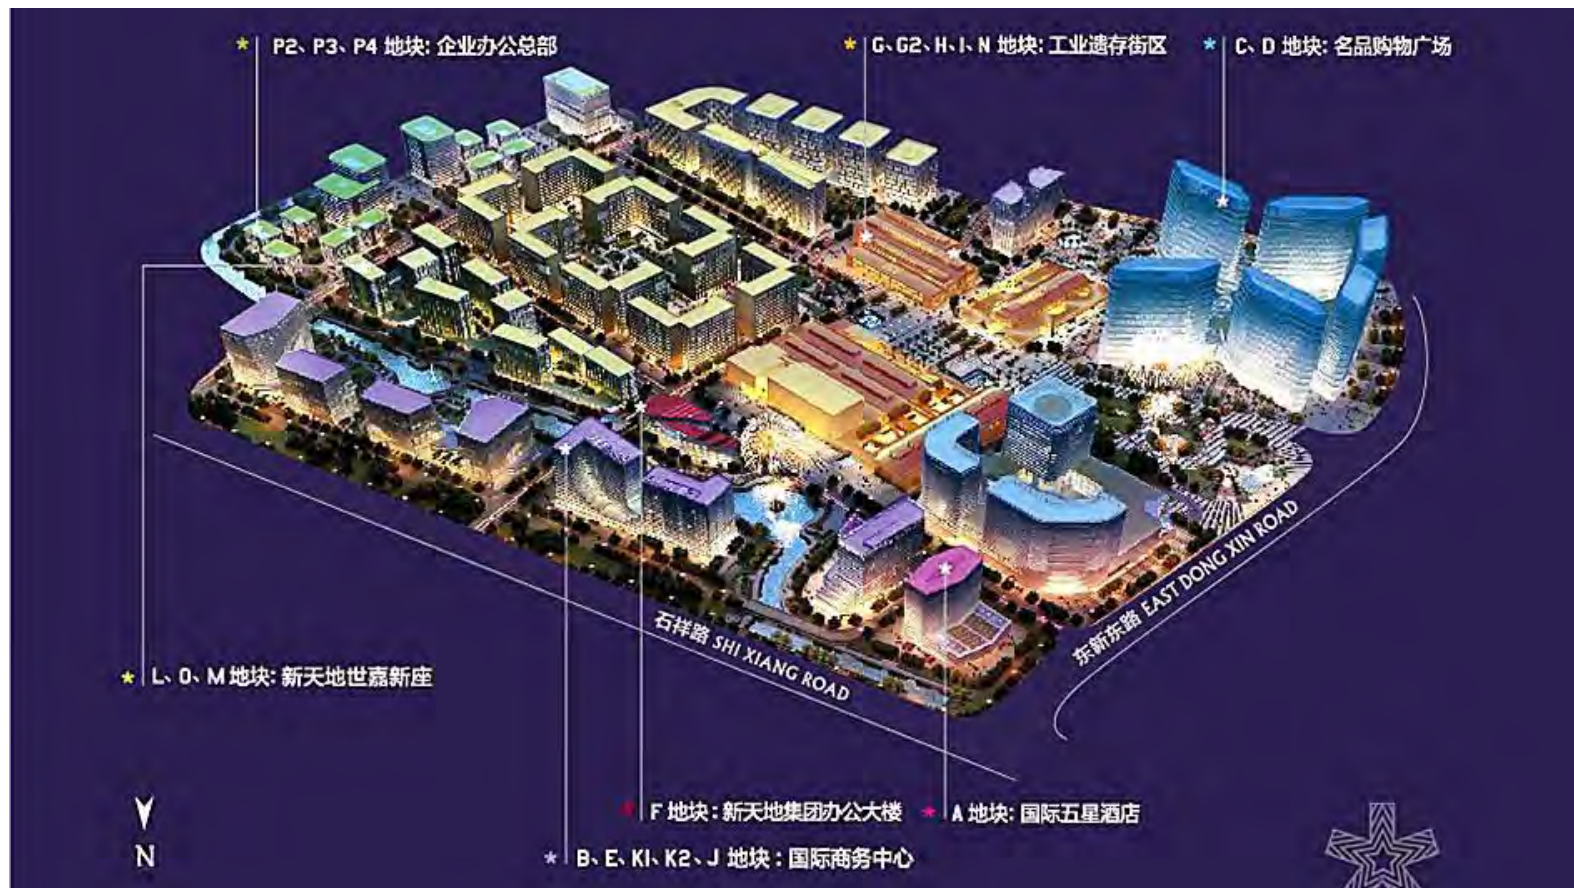 P2、P3、P4 地块：企业办公总部
G、G2、H、I、N 地块：工业遗存街区
C、D 地块：名品购物广场
东新东路 EAST DONG XIN ROAD
石祥路 SHI XIANG ROAD
L、O、M 地块：新天地世嘉新座
F 地块：新天地集团办公大楼
A 地块：国际五星酒店
B、E、K1、K2、J 地块：国际商务中心
N